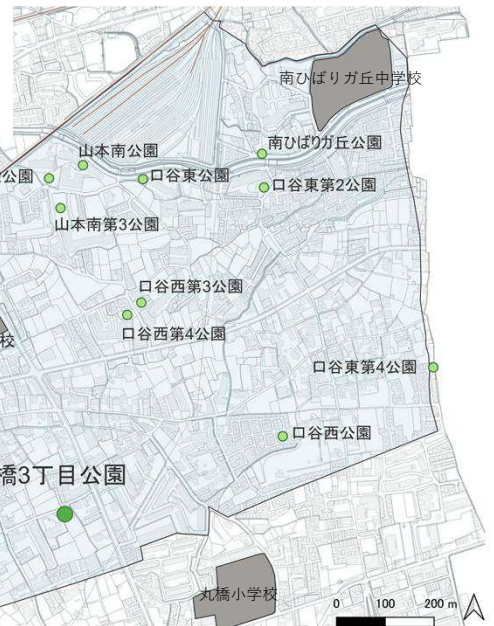 南ひばりガ丘中学校
南ひばりガ丘公園
山本南公園
公園
口谷東公園
口谷東第2公園
山本南第3公園
口谷西第3公園
口谷西第4公園
校
口谷東第4公園
口谷西公園
橋3丁目公園
丸橋小学校
0 100 200 m